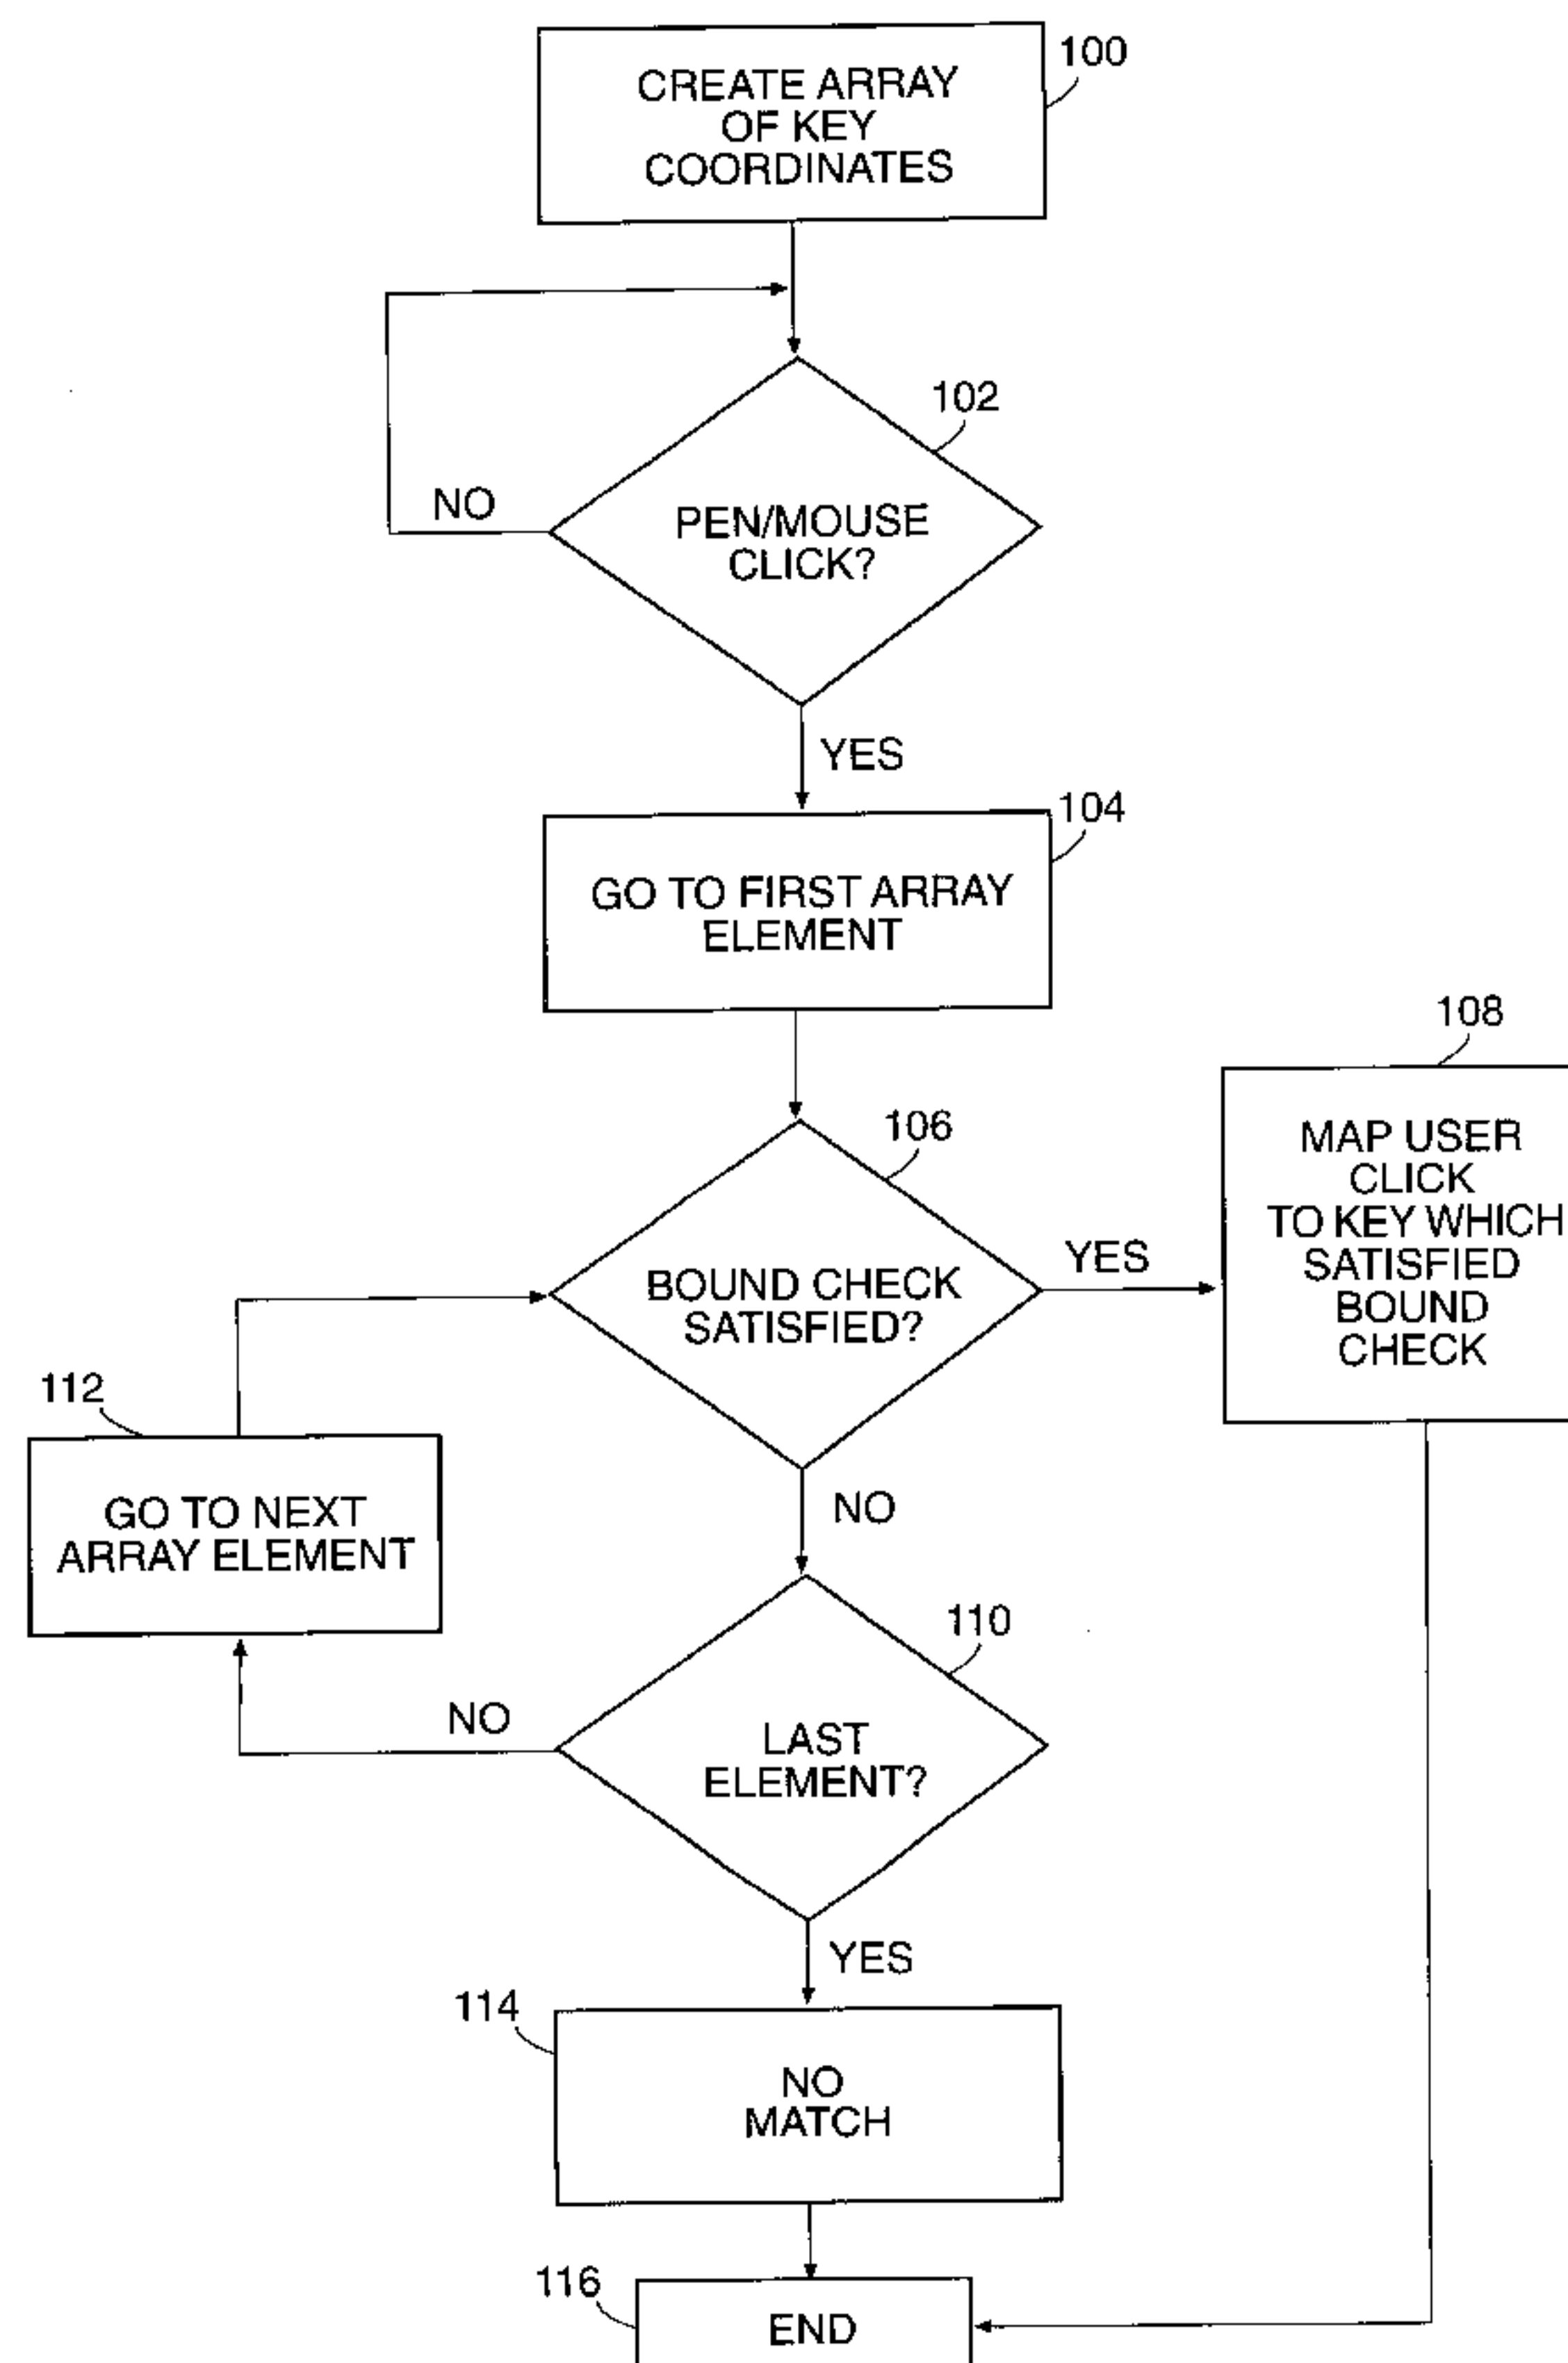 100
CREATE ARRAY
OF KEY
COORDINATES
102
NO
PEN/MOUSE
CLICK?
YES
104
GO TO FIRST ARRAY
ELEMENT
108
106
MAP USER
CLICK
TO KEY WHICH
SATISFIED
BOUND
CHECK
YES
BOUND CHECK
SATISFIED?
112
GO TO NEXT
ARRAY ELEMENT
NO
110
NO
LAST
ELEMENT?
YES
114
NO
MATCH
116
END